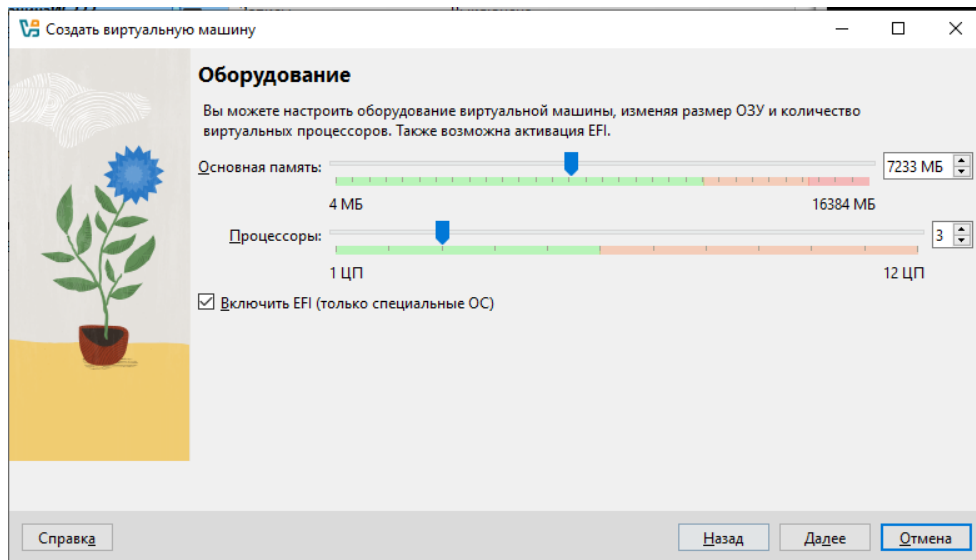 Создать виртуальную машину
Оборудование
Вы можете настроить оборудование виртуальной машины, изменяя размер ОЗУ и количество
виртуальных процессоров. Также возможна активация EFI.
Основная память:
7233 МБ
4 МБ
16384 МБ
Процессоры:
3
1 ЦП
12 ЦП
Включить EFI (только специальные ОС)
Справка
Назад
Далее
Отмена